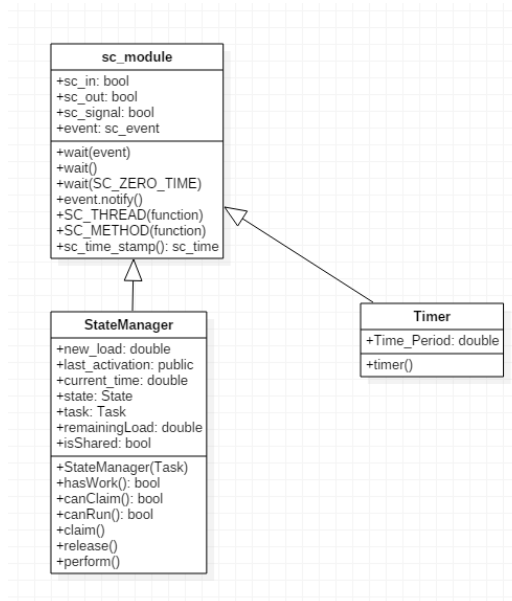 sc_module
+sc_in: bool
+sc_out: bool
+sc_signal: bool
+event: sc_event
+wait(event)
+wait()
+wait(SC_ZERO_TIME)
+event.notify()
+SC_THREAD(function)
+SC_METHOD(function)
+sc_time_stamp(): sc_time
StateManager
+new_load: double
+last_activation: public
+current_time: double
+state: State
+task: Task
+remainingLoad: double
+isShared: bool
+StateManager(Task)
+hasWork(): bool
+canClaim(): bool
+canRun(): bool
+claim()
+release()
+perform()
Timer
+Time_Period: double
+timer()